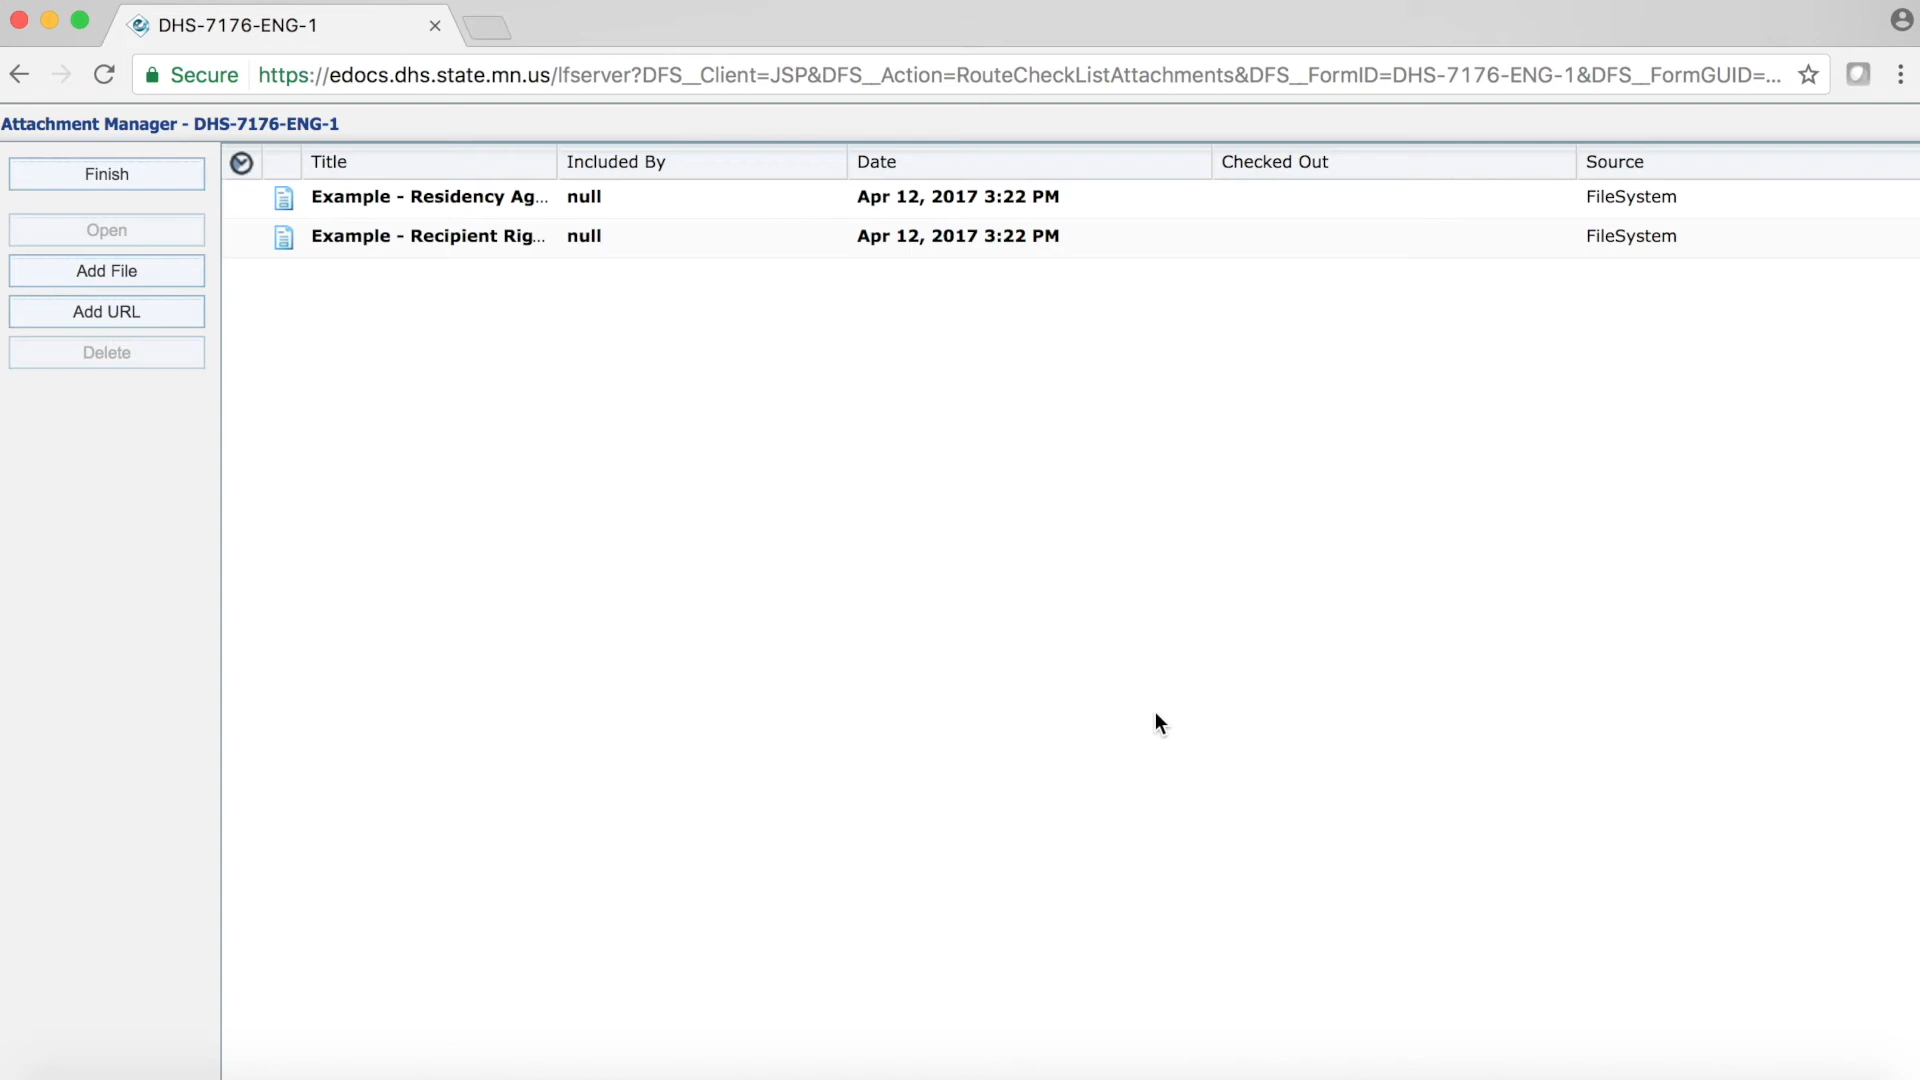 DHS-7176-ENG-1
Secure https://edocs.dhs.state.mn.us/lfserver?DFS__Client=JSP&DFS__Action=RouteCheckListAttachments&DFS__FormID=DHS-7176-ENG-1&DFS__FormGUID=...
Attachment Manager - DHS-7176-ENG-1
Finish
Open
Add File
Add URL
Delete
Title Included By Date Checked Out Source
Example - Residency Ag... null Apr 12, 2017 3:22 PM FileSystem
Example - Recipient Rig... null Apr 12, 2017 3:22 PM FileSystem